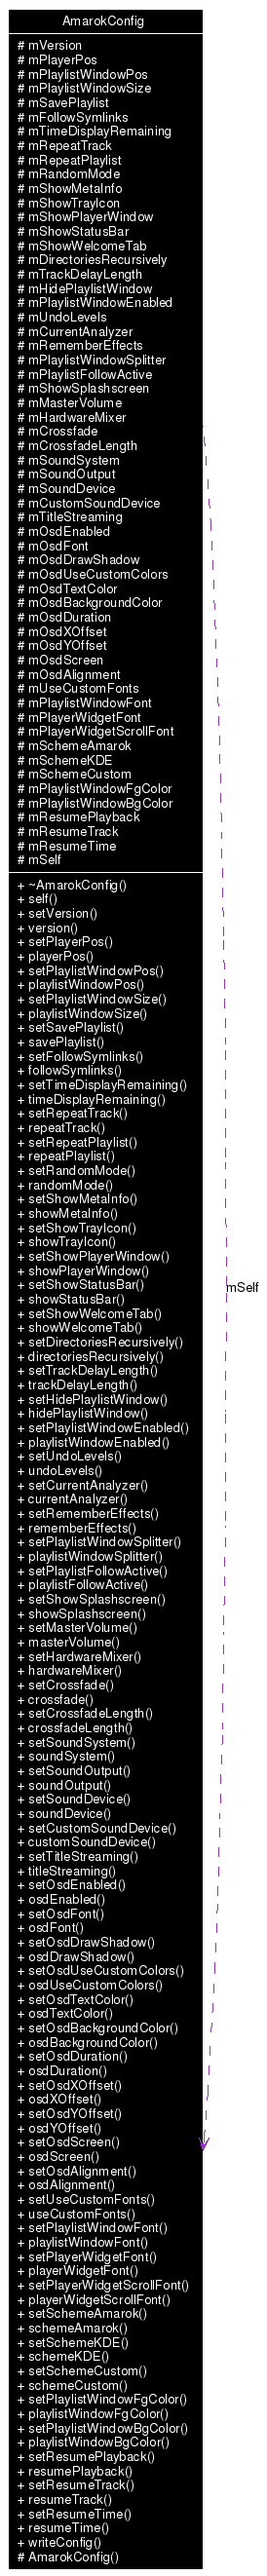 AmarokConfig
# mVersion
# mPlayerPos
# mPlaylistWindowPos
# mPlaylistWindowSize
# mSavePlaylist
# mFollowSymlinks
# mTimeDisplayRemaining
# mRepeatTrack
# mRepeatPlaylist
# mRandomMode
# mShowMetaInfo
# mShowTrayIcon
# mShowPlayerWindow
# mShowStatusBar
# mShowWelcomeTab
# mDirectoriesRecursively
# mTrackDelayLength
# mHidePlaylistWindow
# mPlaylistWindowEnabled
# mUndoLevels
# mCurrentAnalyzer
# mRememberEffects
# mPlaylistWindowSplitter
# mPlaylistFollowActive
# mShowSplashscreen
# mMasterVolume
# mHardwareMixer
# mCrossfade
# mCrossfadeLength
# mSoundSystem
# mSoundOutput
# mSoundDevice
# mCustomSoundDevice
# mTitleStreaming
# mOsdEnabled
# mOsdFont
# mOsdDrawShadow
# mOsdUseCustomColors
# mOsdTextColor
# mOsdBackgroundColor
# mOsdDuration
# mOsdXOffset
# mOsdYOffset
# mOsdScreen
# mOsdAlignment
# mUseCustomFonts
# mPlaylistWindowFont
# mPlayerWidgetFont
# mPlayerWidgetScrollFont
# mSchemeAmarok
# mSchemeKDE
# mSchemeCustom
# mPlaylistWindowFgColor
# mPlaylistWindowBgColor
# mResumePlayback
# mResumeTrack
# mResumeTime
# mSelf
+ ~AmarokConfig()
+ self()
+ setVersion()
+ version()
+ setPlayerPos()
+ playerPos()
+ setPlaylistWindowPos()
+ playlistWindowPos()
+ setPlaylistWindowSize()
+ playlistWindowSize()
+ setSavePlaylist()
+ savePlaylist()
+ setFollowSymlinks()
+ followSymlinks()
+ setTimeDisplayRemaining()
+ timeDisplayRemaining()
+ setRepeatTrack()
+ repeatTrack()
+ setRepeatPlaylist()
+ repeatPlaylist()
+ setRandomMode()
+ randomMode()
+ setShowMetaInfo()
+ showMetaInfo()
+ setShowTrayIcon()
+ showTrayIcon()
+ setShowPlayerWindow()
+ showPlayerWindow()
+ setShowStatusBar()
+ showStatusBar()
+ setShowWelcomeTab()
+ showWelcomeTab()
+ setDirectoriesRecursively()
+ directoriesRecursively()
+ setTrackDelayLength()
+ trackDelayLength()
+ setHidePlaylistWindow()
+ hidePlaylistWindow()
+ setPlaylistWindowEnabled()
+ playlistWindowEnabled()
+ setUndoLevels()
+ undoLevels()
+ setCurrentAnalyzer()
+ currentAnalyzer()
+ setRememberEffects()
+ rememberEffects()
+ setPlaylistWindowSplitter()
+ playlistWindowSplitter()
+ setPlaylistFollowActive()
+ playlistFollowActive()
+ setShowSplashscreen()
+ showSplashscreen()
+ setMasterVolume()
+ masterVolume()
+ setHardwareMixer()
+ hardwareMixer()
+ setCrossfade()
+ crossfade()
+ setCrossfadeLength()
+ crossfadeLength()
+ setSoundSystem()
+ soundSystem()
+ setSoundOutput()
+ soundOutput()
+ setSoundDevice()
+ soundDevice()
+ setCustomSoundDevice()
+ customSoundDevice()
+ setTitleStreaming()
+ titleStreaming()
+ setOsdEnabled()
+ osdEnabled()
+ setOsdFont()
+ osdFont()
+ setOsdDrawShadow()
+ osdDrawShadow()
+ setOsdUseCustomColors()
+ osdUseCustomColors()
+ setOsdTextColor()
+ osdTextColor()
+ setOsdBackgroundColor()
+ osdBackgroundColor()
+ setOsdDuration()
+ osdDuration()
+ setOsdXOffset()
+ osdXOffset()
+ setOsdYOffset()
+ osdYOffset()
+ setOsdScreen()
+ osdScreen()
+ setOsdAlignment()
+ osdAlignment()
+ setUseCustomFonts()
+ useCustomFonts()
+ setPlaylistWindowFont()
+ playlistWindowFont()
+ setPlayerWidgetFont()
+ playerWidgetFont()
+ setPlayerWidgetScrollFont()
+ playerWidgetScrollFont()
+ setSchemeAmarok()
+ schemeAmarok()
+ setSchemeKDE()
+ schemeKDE()
+ setSchemeCustom()
+ schemeCustom()
+ setPlaylistWindowFgColor()
+ playlistWindowFgColor()
+ setPlaylistWindowBgColor()
+ playlistWindowBgColor()
+ setResumePlayback()
+ resumePlayback()
+ setResumeTrack()
+ resumeTrack()
+ setResumeTime()
+ resumeTime()
+ writeConfig()
# AmarokConfig()
mSelf